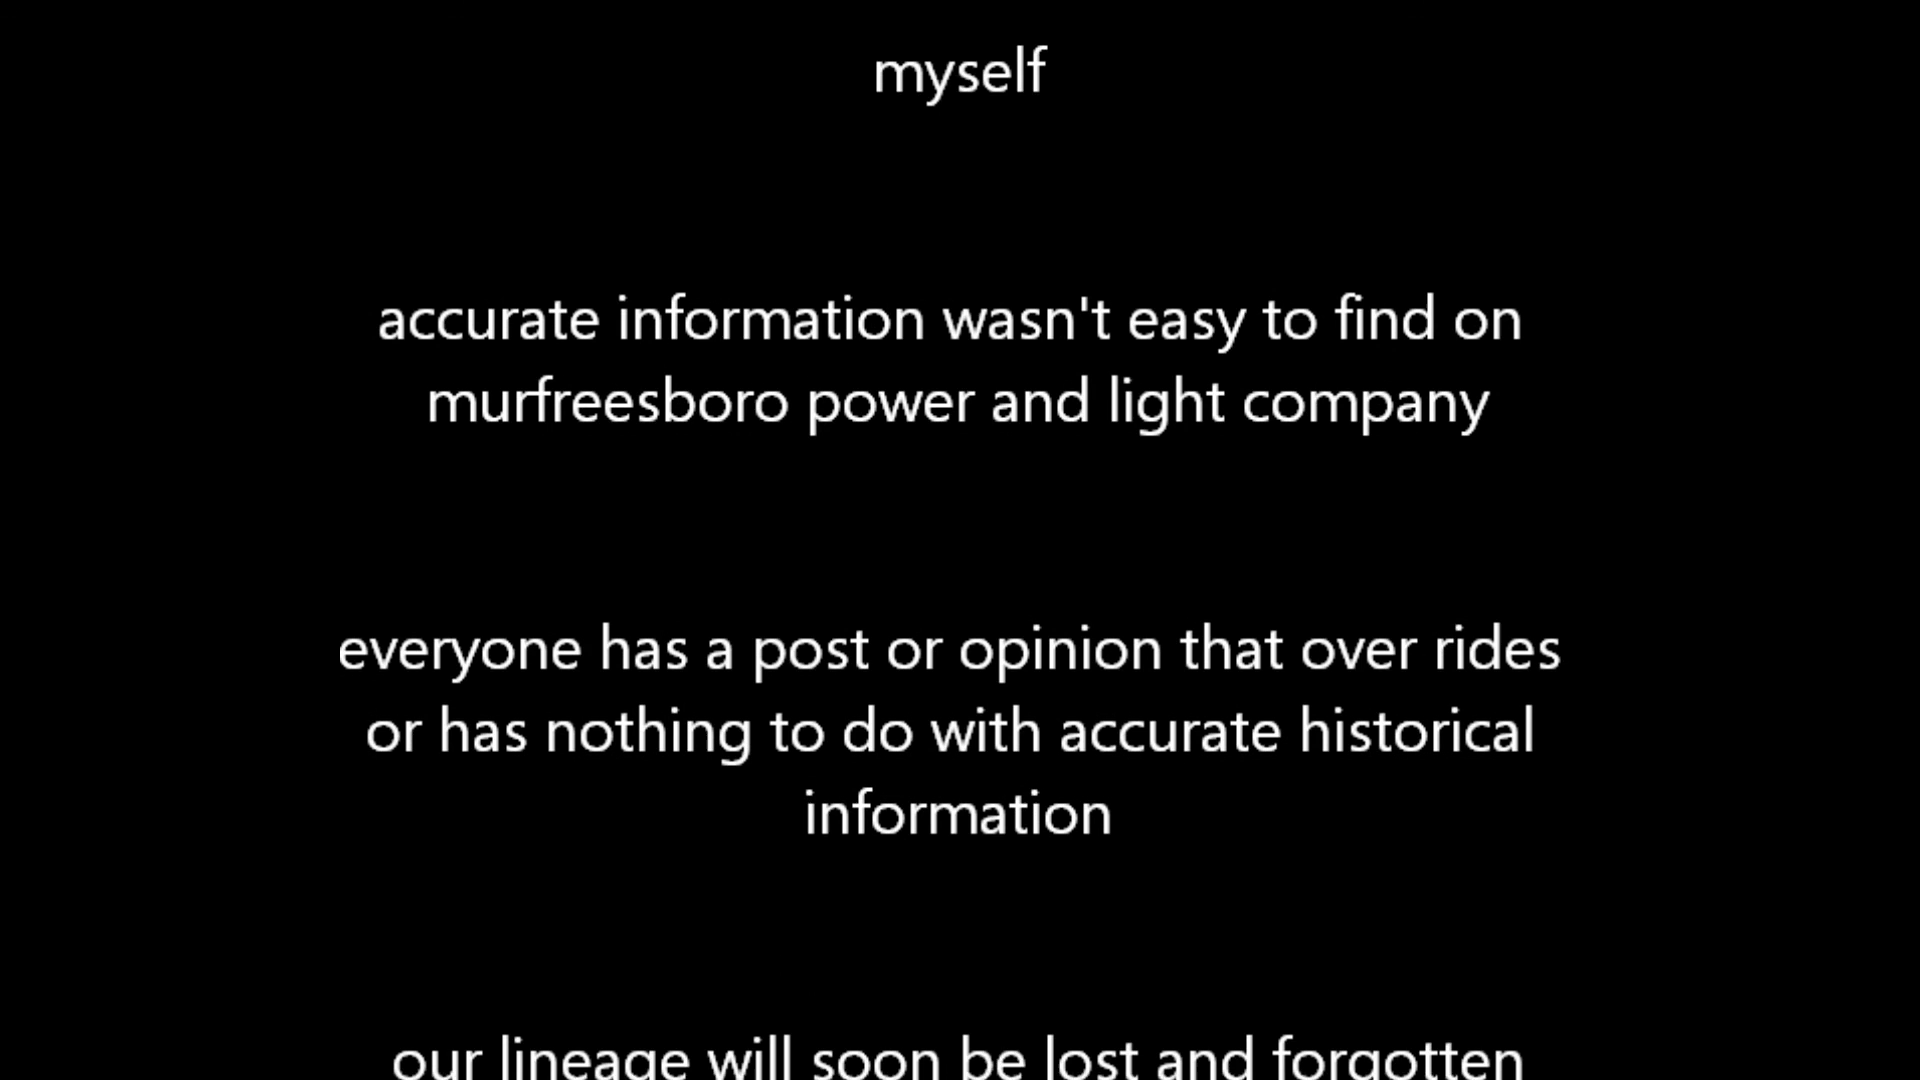 myself
accurate information wasn't easy to find on
murfreesboro power and light company
everyone has a post or opinion that over rides
or has nothing to do with accurate historical
information
our lineage will soon be lost and forgotten